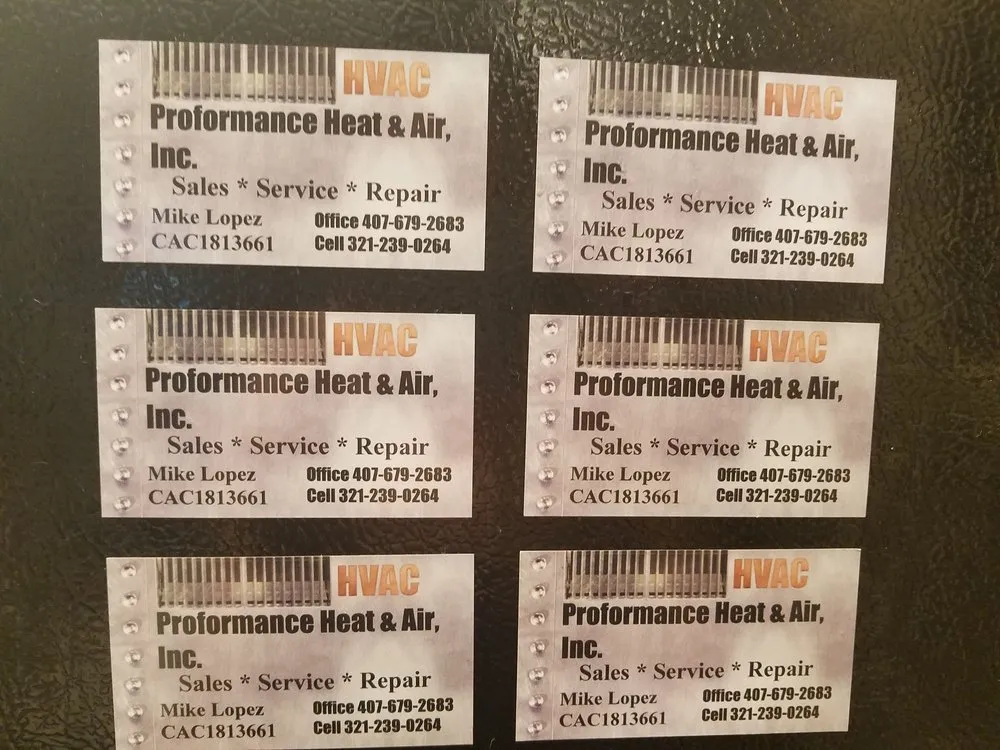 HVAC
Proformance Heat & Air,
Inc.
Sales * Service * Repair
Mike Lopez Office 407-679-2683
CAC1813661 Cell 321-239-0264
HVAC
Proformance Heat & Air,
Inc.
Sales * Service * Repair
Mike Lopez Office 407-679-2683
CAC1813661 Cell 321-239-0264
HVAC
Proformance Heat & Air,
Inc.
Sales * Service * Repair
Mike Lopez Office 407-679-2683
CAC1813661 Cell 321-239-0264
HVAC
Proformance Heat & Air,
Inc.
Sales * Service * Repair
Mike Lopez Office 407-679-2683
CAC1813661 Cell 321-239-0264
HVAC
Proformance Heat & Air,
Inc.
Sales * Service * Repair
Mike Lopez Office 407-679-2683
CAC1813661 Cell 321-239-0264
HVAC
Proformance Heat & Air,
Inc.
Sales * Service * Repair
Mike Lopez Office 407-679-2683
CAC1813661 Cell 321-239-0264